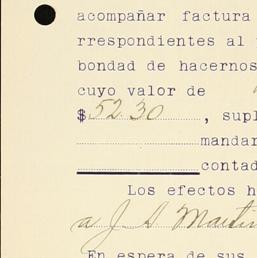 acompañar factura
rrespondientes al
bondad de hacernos
cuyo valor de
$ 52.30, supl
mandar
contad
Los efectos h
a J. D. Martin
En espera de sus